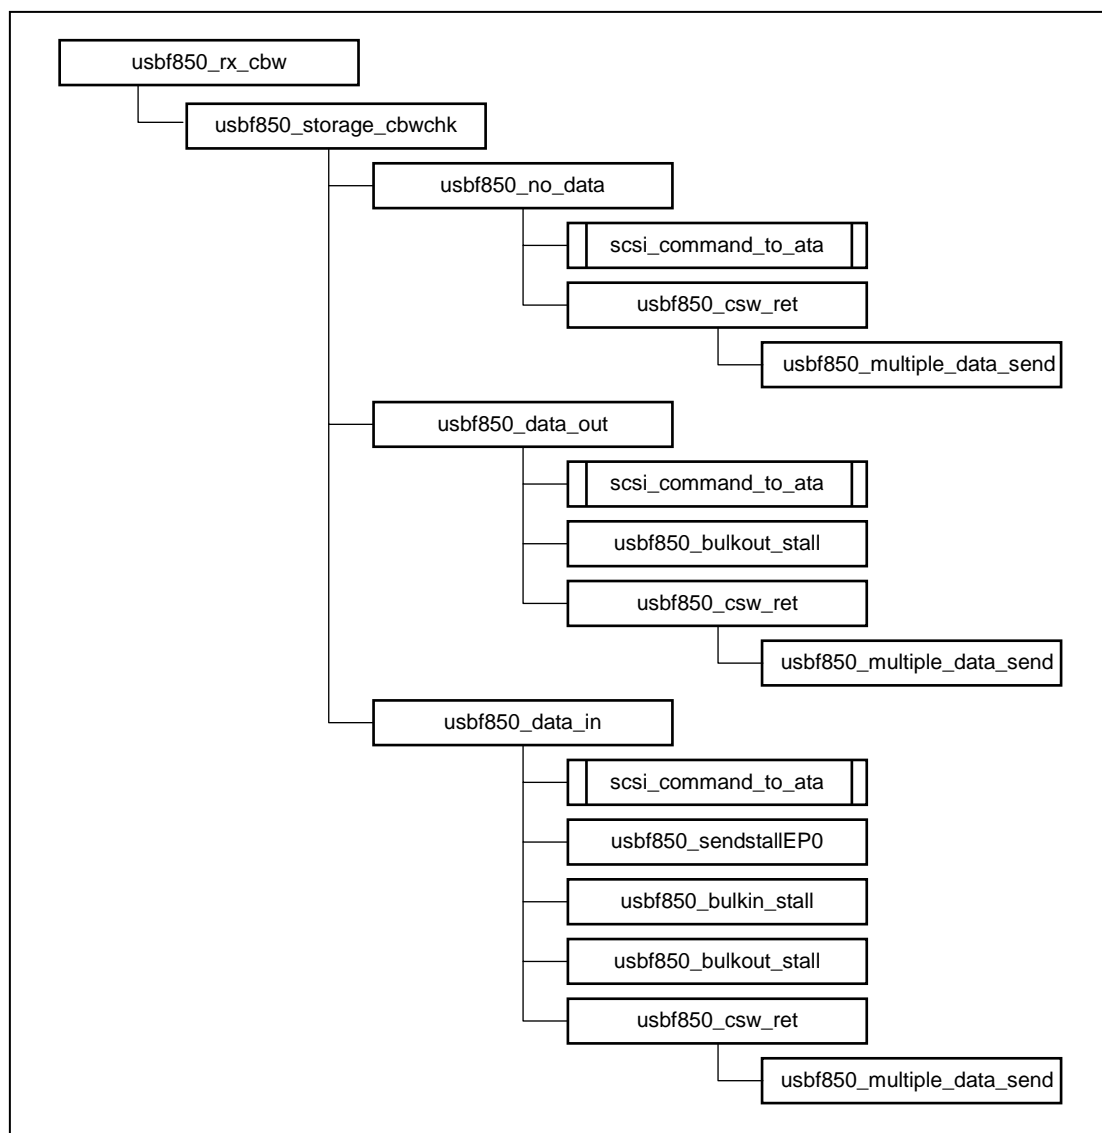 usbf850_rx_cbw
usbf850_storage_cbwchk
usbf850_no_data
scsi_command_to_ata
usbf850_csw_ret
usbf850_multiple_data_send
usbf850_data_out
scsi_command_to_ata
usbf850_bulkout_stall
usbf850_csw_ret
usbf850_multiple_data_send
usbf850_data_in
scsi_command_to_ata
usbf850_sendstallEP0
usbf850_bulkin_stall
usbf850_bulkout_stall
usbf850_csw_ret
usbf850_multiple_data_send